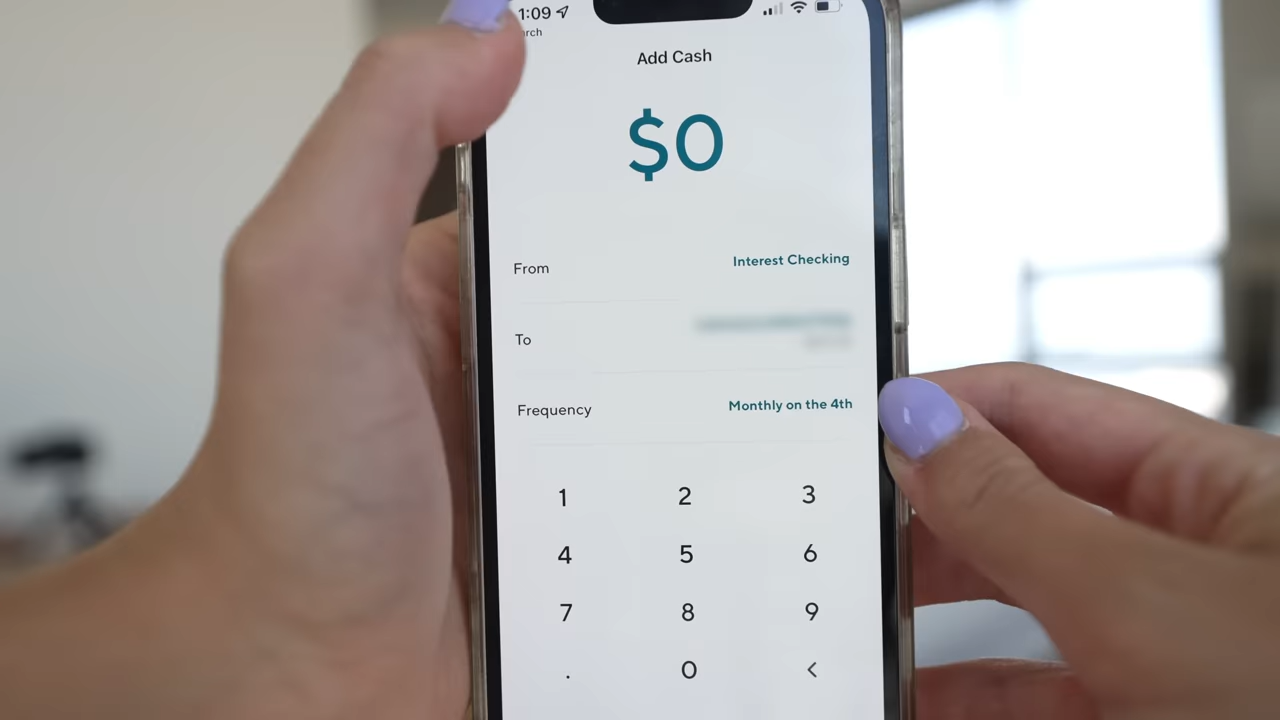 1:09
Add Cash
$0
From
Interest Checking
To
Frequency
Monthly on the 4th
1 2 3
4 5 6
7 8 9
. 0 <